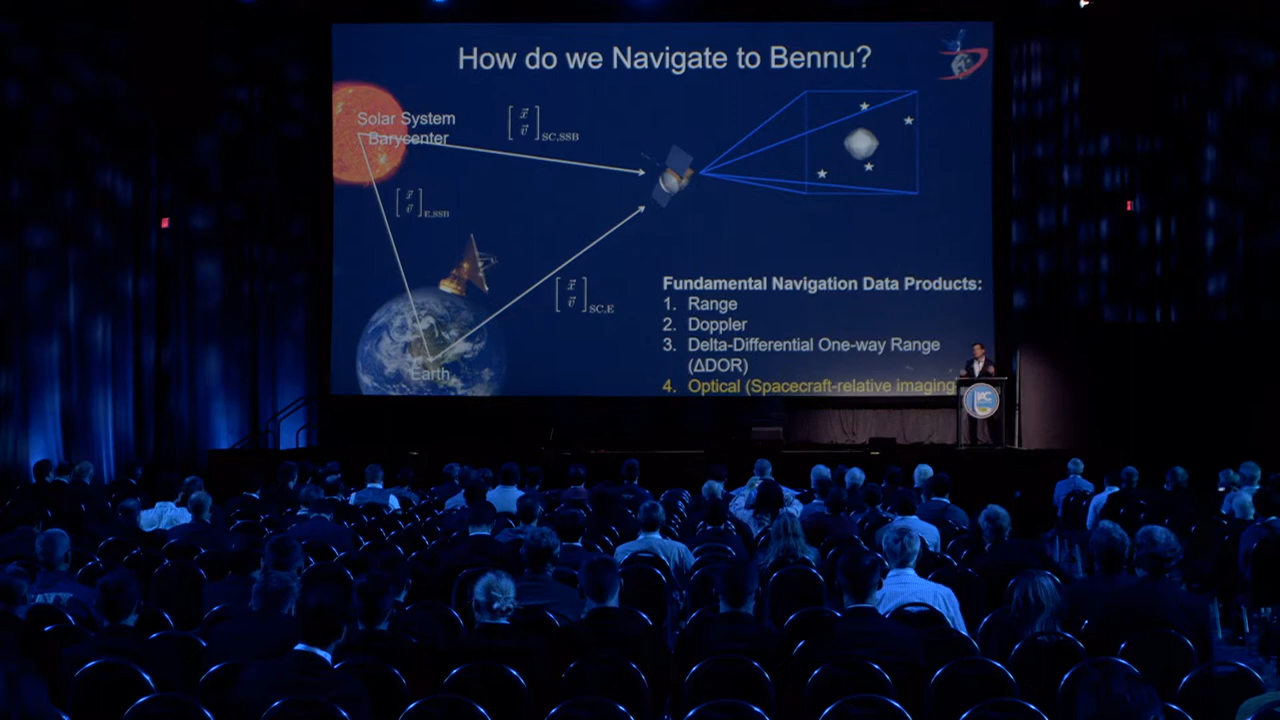 How do we Navigate to Bennu?
Solar System
Barycenter
[x⃗ v⃗]SC,SSB
[x⃗ v⃗]E,SSB
[x⃗ v⃗]SC,E
Earth
Fundamental Navigation Data Products:
1. Range
2. Doppler
3. Delta-Differential One-way Range
(ΔDOR)
4. Optical (Spacecraft-relative imaging
IAC